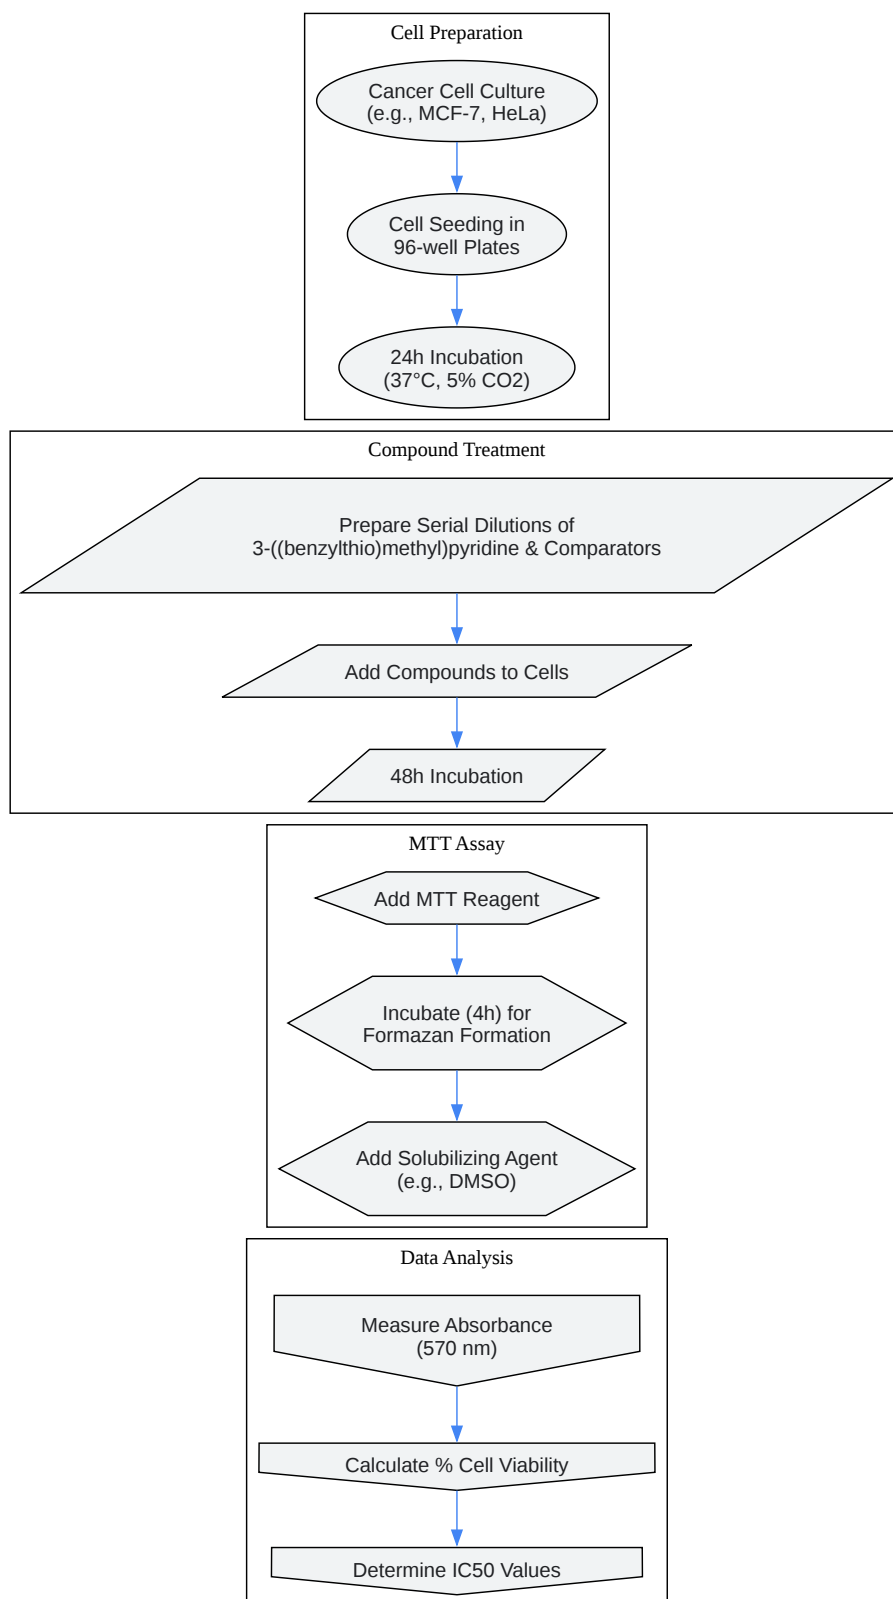 Cell Preparation
Cancer Cell Culture
(e.g., MCF-7, HeLa)
Cell Seeding in
96-well Plates
24h Incubation
(37°C, 5% CO2)
Compound Treatment
Prepare Serial Dilutions of
3-((benzylthio)methyl)pyridine & Comparators
Add Compounds to Cells
48h Incubation
MTT Assay
Add MTT Reagent
Incubate (4h) for
Formazan Formation
Add Solubilizing Agent
(e.g., DMSO)
Data Analysis
Measure Absorbance
(570 nm)
Calculate % Cell Viability
Determine IC50 Values